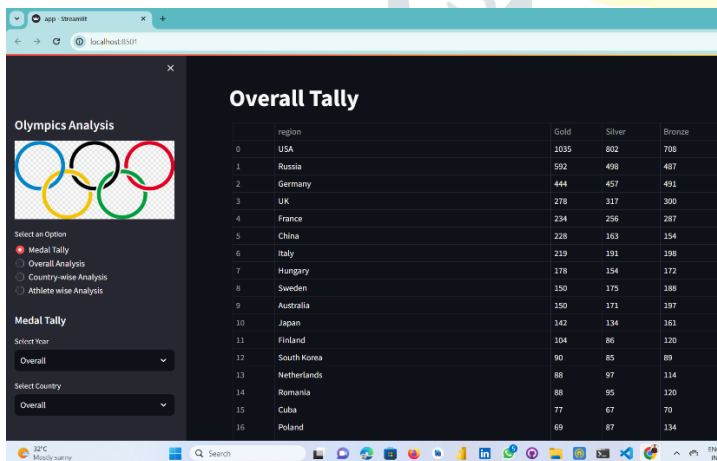 app · Streamlit
localhost:8501
Olympics Analysis
Select an Option
Medal Tally
Overall Analysis
Country-wise Analysis
Athlete wise Analysis
Medal Tally
Select Year
Overall
Select Country
Overall
Overall Tally
region Gold Silver Bronze
0 USA 1035 802 708
1 Russia 592 498 487
2 Germany 444 457 491
3 UK 278 317 300
4 France 234 256 287
5 China 228 163 154
6 Italy 219 191 198
7 Hungary 178 154 172
8 Sweden 150 175 188
9 Australia 150 171 197
10 Japan 142 134 161
11 Finland 104 86 120
12 South Korea 90 85 89
13 Netherlands 88 97 114
14 Romania 88 95 120
15 Cuba 77 67 70
16 Poland 69 87 134
32°C
Mostly sunny
Search
ENG
IN